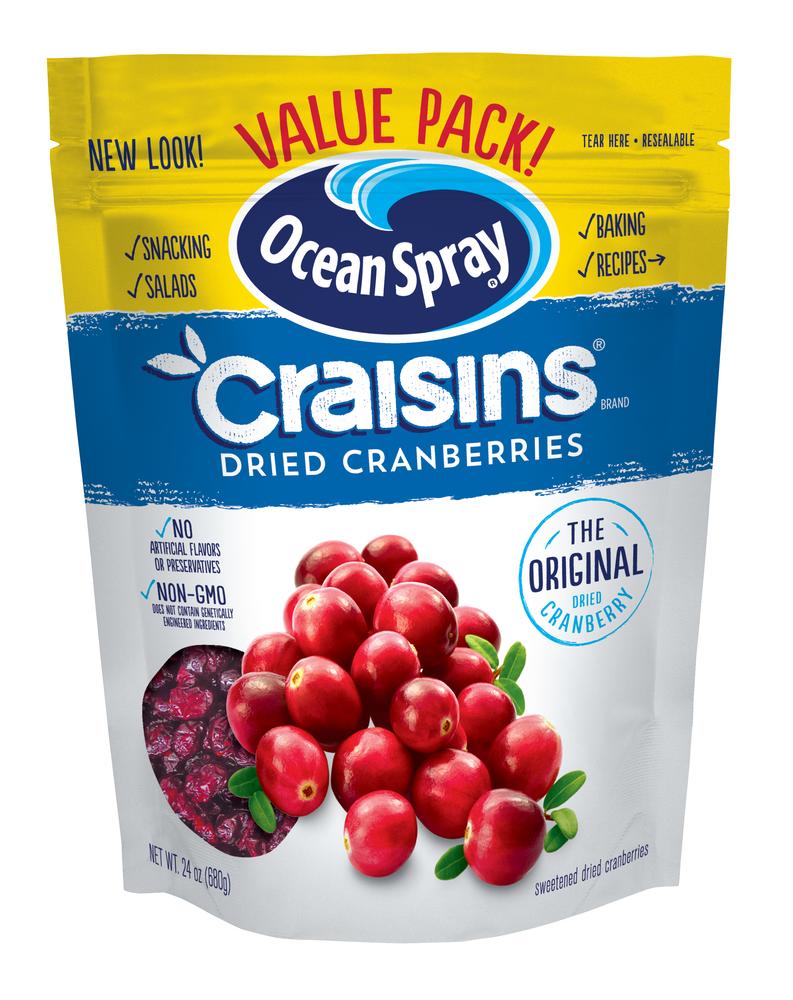 VALUE PACK!
NEW LOOK!
TEAR HERE • RESEALABLE
✓SNACKING
✓SALADS
Ocean Spray®
✓BAKING
✓RECIPES→
Craisins®
BRAND
DRIED CRANBERRIES
✓NO
ARTIFICIAL FLAVORS
OR PRESERVATIVES
✓NON-GMO
DOES NOT CONTAIN GENETICALLY
ENGINEERED INGREDIENTS
THE
ORIGINAL
DRIED
CRANBERRY
NET WT. 24 oz (680g)
sweetened dried cranberries